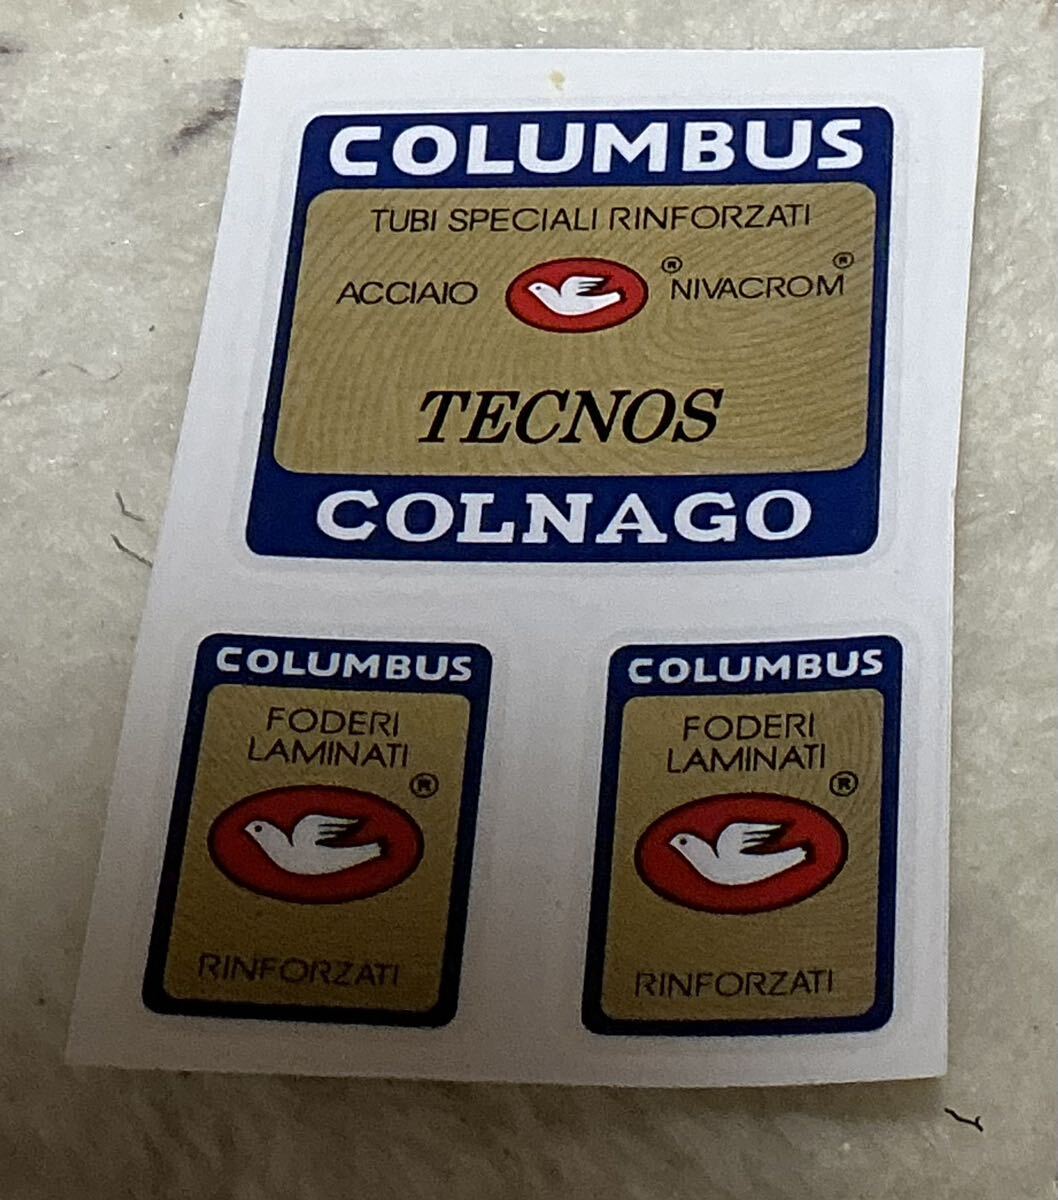 COLUMBUS
TUBI SPECIALI RINFORZATI
ACCIAIO ® NIVACROM®
TECNOS
COLNAGO
COLUMBUS
FODERI
LAMINATI
®
RINFORZATI
COLUMBUS
FODERI
LAMINATI
®
RINFORZATI